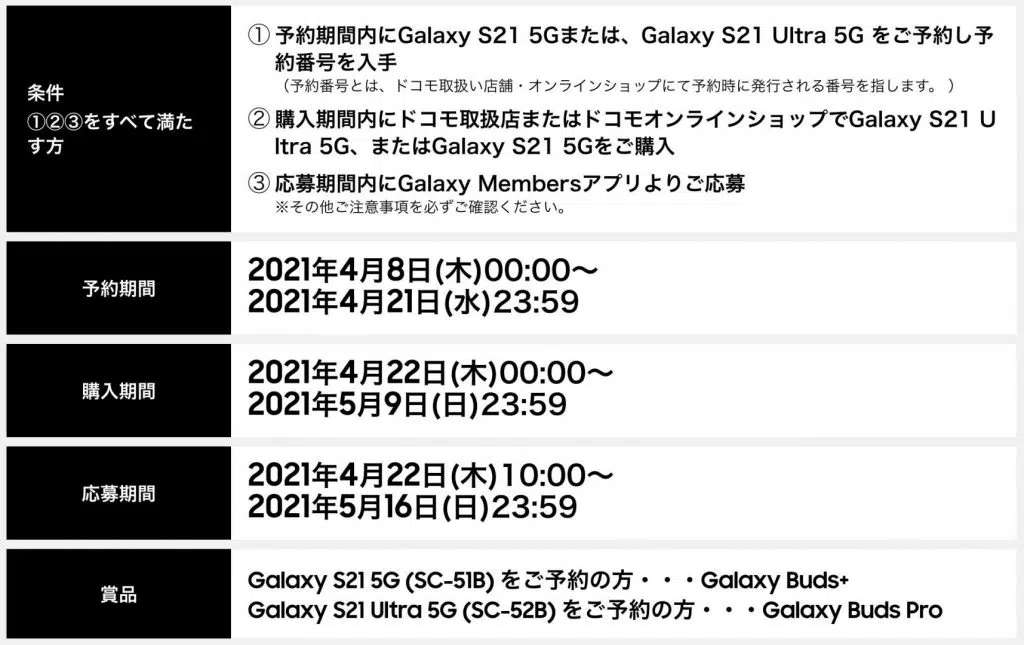 条件
①②③をすべて満た
す方
① 予約期間内にGalaxy S21 5Gまたは、Galaxy S21 Ultra 5G をご予約し予
約番号を入手
（予約番号とは、ドコモ取扱い店舗・オンラインショップにて予約時に発行される番号を指します。 ）
② 購入期間内にドコモ取扱店またはドコモオンラインショップでGalaxy S21 U
ltra 5G、またはGalaxy S21 5Gをご購入
③ 応募期間内にGalaxy Membersアプリよりご応募
※その他ご注意事項を必ずご確認ください。
予約期間
2021年4月8日(木)00:00～
2021年4月21日(水)23:59
購入期間
2021年4月22日(木)00:00～
2021年5月9日(日)23:59
応募期間
2021年4月22日(木)10:00～
2021年5月16日(日)23:59
賞品
Galaxy S21 5G (SC-51B) をご予約の方・・・Galaxy Buds+
Galaxy S21 Ultra 5G (SC-52B) をご予約の方・・・Galaxy Buds Pro